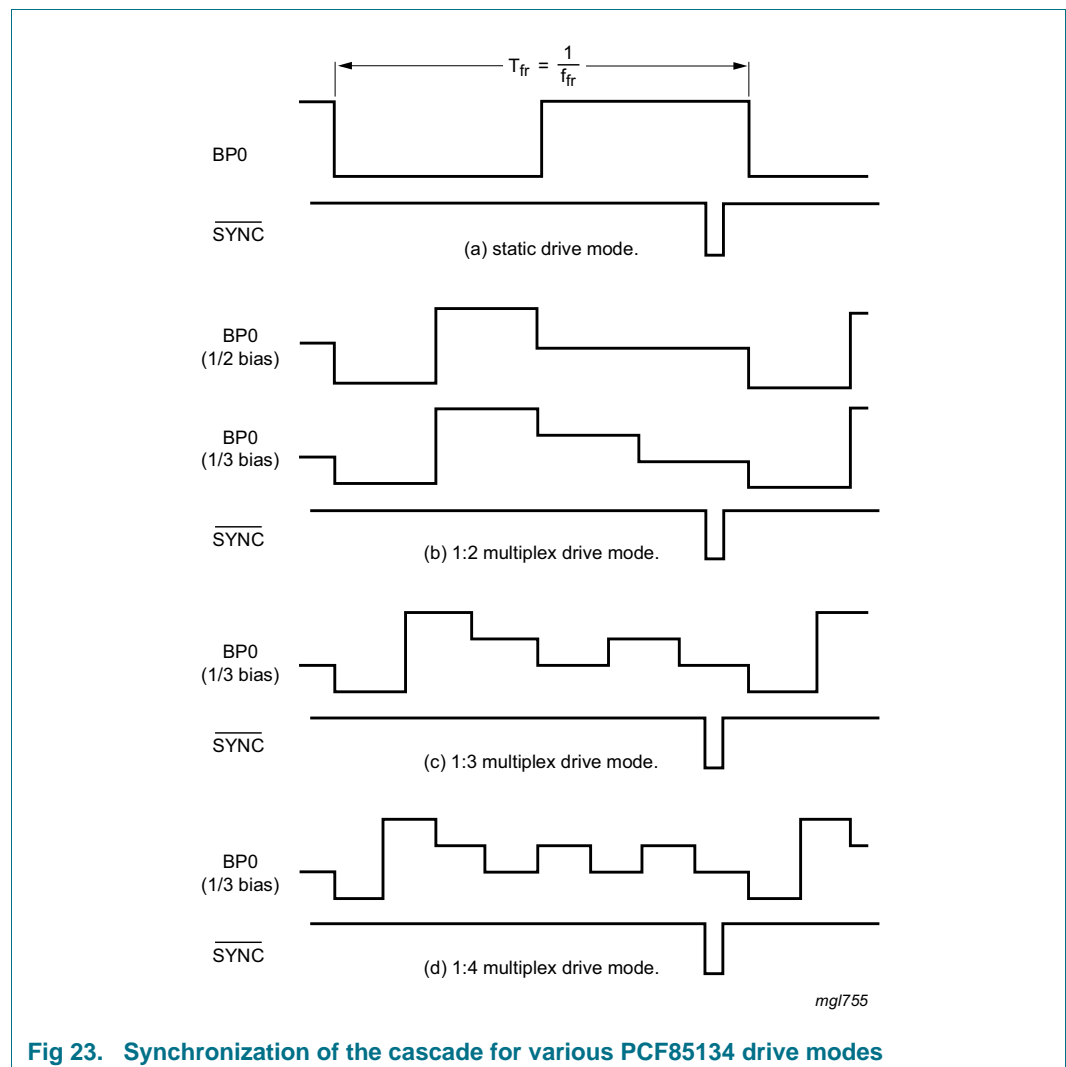 T_fr = 1/f_fr
BP0
SYNC
(a) static drive mode.
BP0
(1/2 bias)
BP0
(1/3 bias)
SYNC
(b) 1:2 multiplex drive mode.
BP0
(1/3 bias)
SYNC
(c) 1:3 multiplex drive mode.
BP0
(1/3 bias)
SYNC
(d) 1:4 multiplex drive mode.
mgl755
Fig 23. Synchronization of the cascade for various PCF85134 drive modes